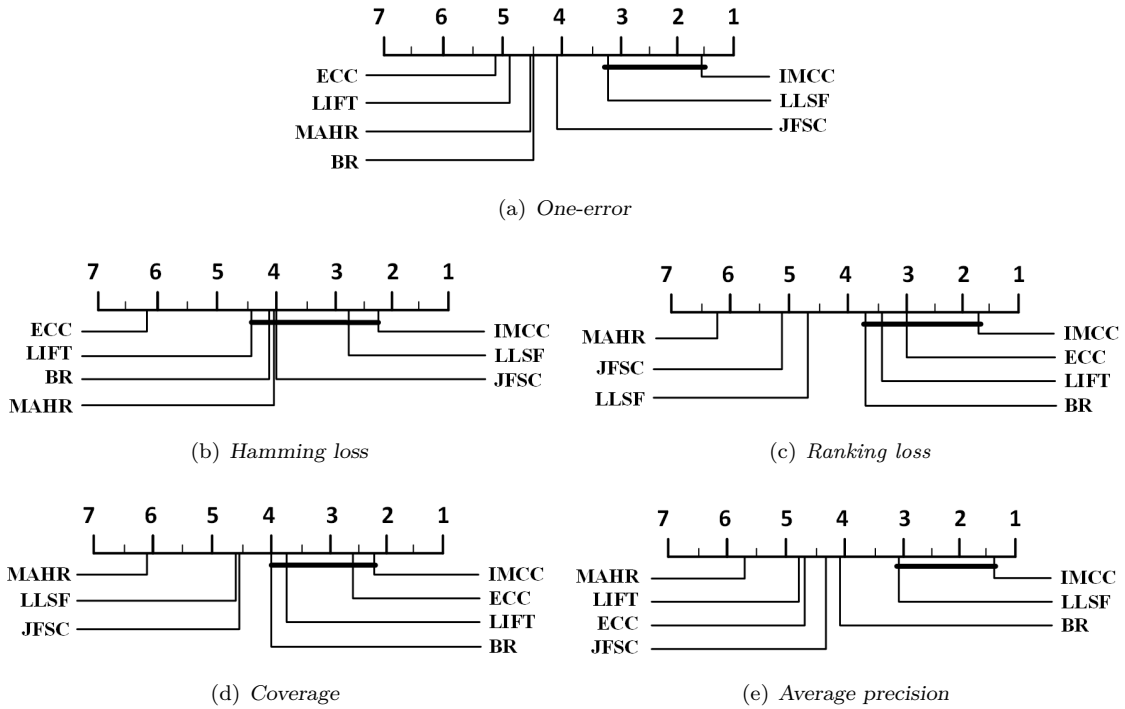 7 6 5 4 3 2 1
ECC
LIFT
MAHR
BR
IMCC
LLSF
JFSC
(a) One-error
7 6 5 4 3 2 1
ECC
LIFT
BR
MAHR
IMCC
LLSF
JFSC
(b) Hamming loss
7 6 5 4 3 2 1
MAHR
JFSC
LLSF
IMCC
ECC
LIFT
BR
(c) Ranking loss
7 6 5 4 3 2 1
MAHR
LLSF
JFSC
IMCC
ECC
LIFT
BR
(d) Coverage
7 6 5 4 3 2 1
MAHR
LIFT
ECC
JFSC
IMCC
LLSF
BR
(e) Average precision